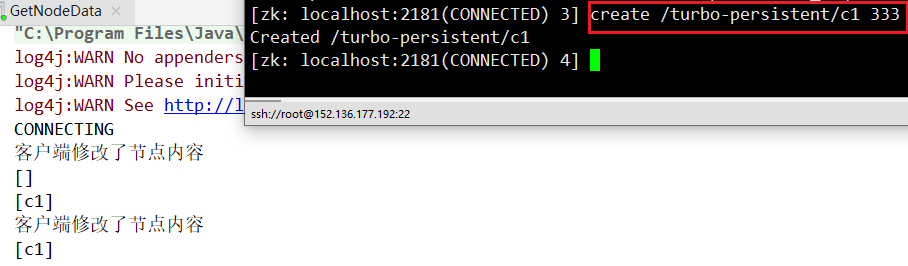 GetNodeData ×
"C:\Program Files\Java\
log4j:WARN No appenders
log4j:WARN Please initi
log4j:WARN See http://l
CONNECTING
客户端修改了节点内容
[]
[c1]
客户端修改了节点内容
[c1]
[zk: localhost:2181(CONNECTED) 3] create /turbo-persistent/c1 333
Created /turbo-persistent/c1
[zk: localhost:2181(CONNECTED) 4]
ssh://root@152.136.177.192:22